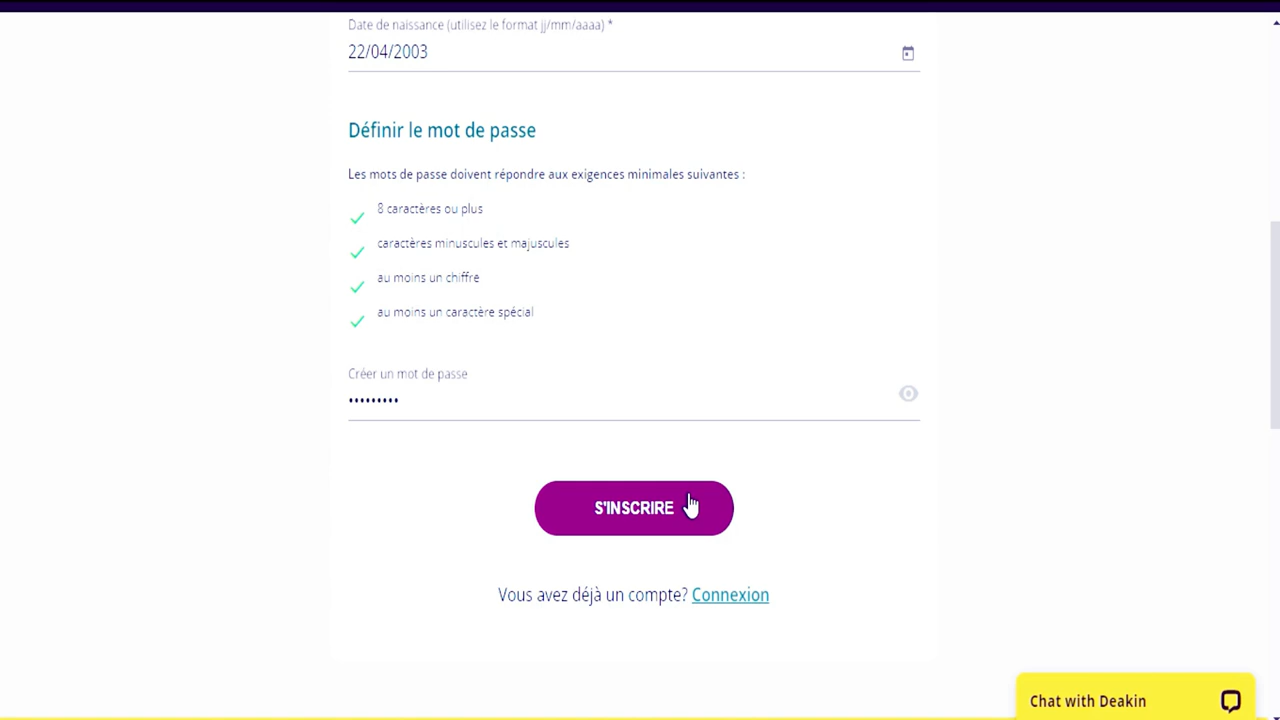 Date de naissance (utilisez le format jj/mm/aaaa) *
22/04/2003
Définir le mot de passe
Les mots de passe doivent répondre aux exigences minimales suivantes :
8 caractères ou plus
caractères minuscules et majuscules
au moins un chiffre
au moins un caractère spécial
Créer un mot de passe
•••••••••
S'INSCRIRE
Vous avez déjà un compte? Connexion
Chat with Deakin